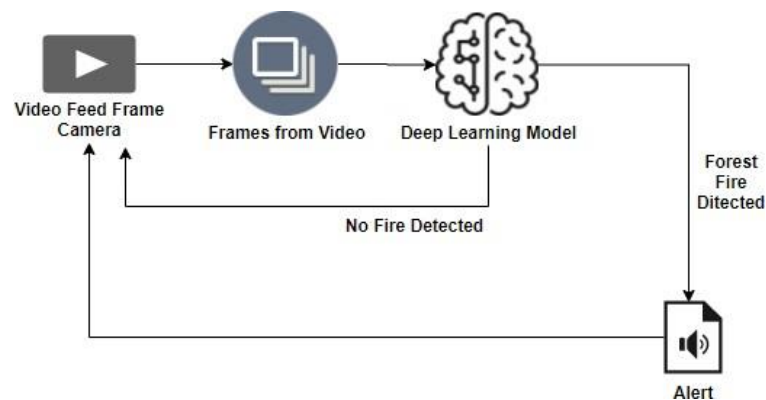 Video Feed Frame
Camera
Frames from Video
Deep Learning Model
No Fire Detected
Forest
Fire
Ditected
Alert